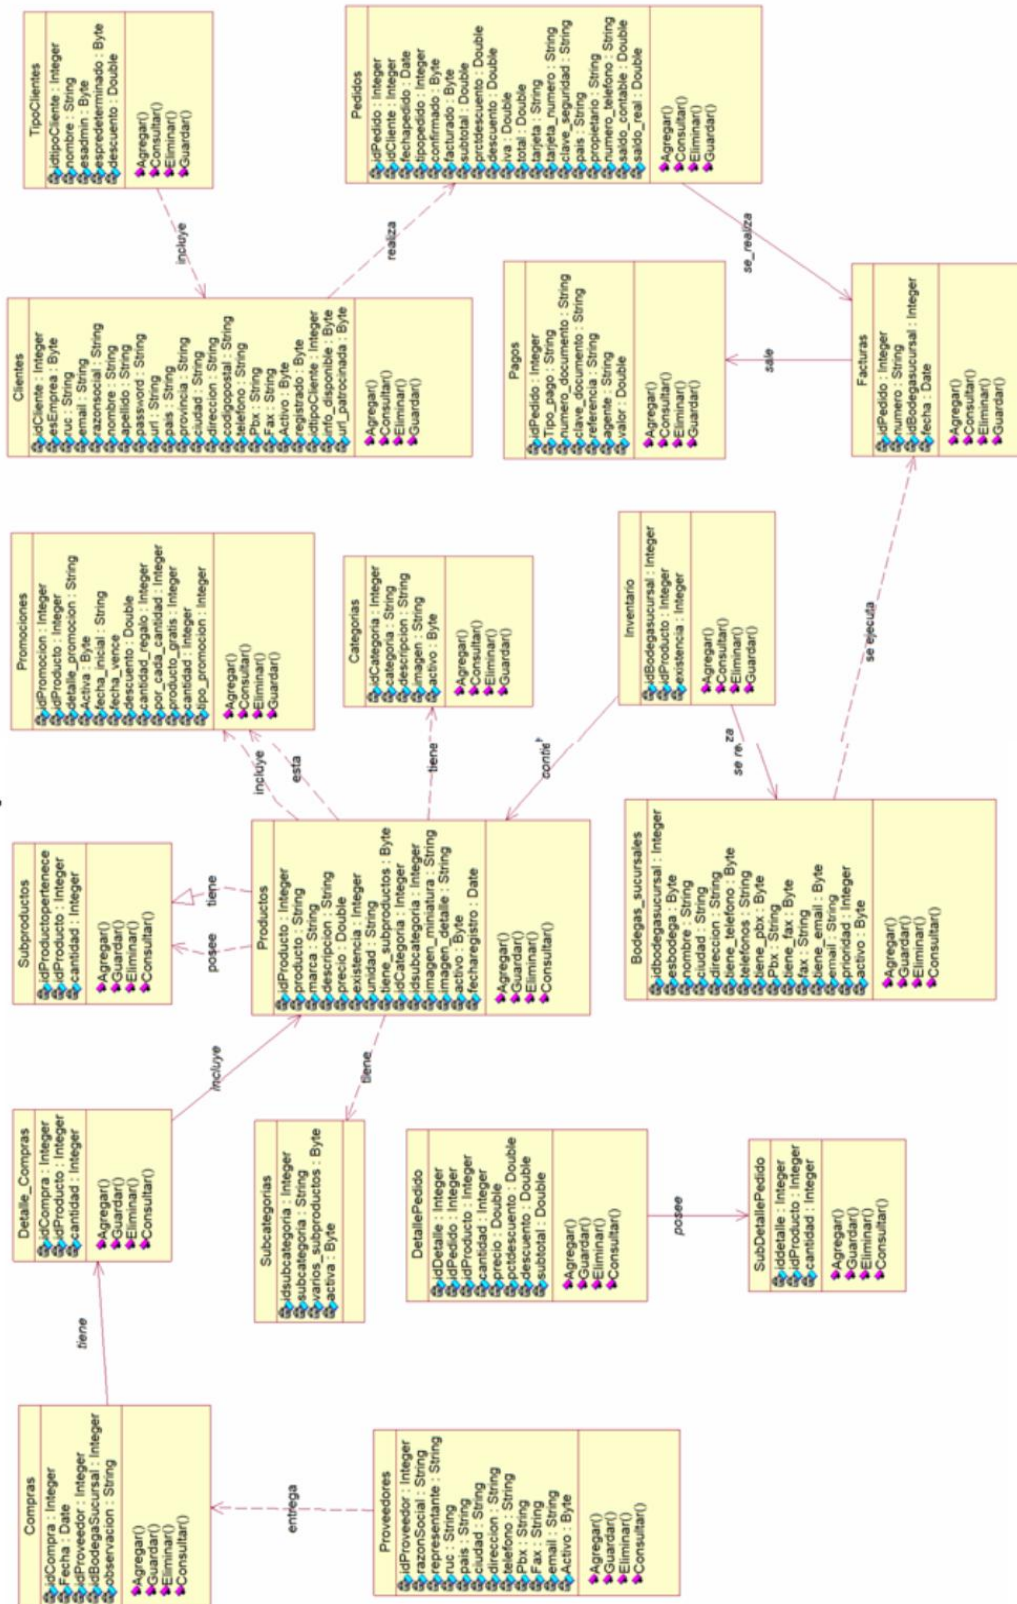 Compras
idCompra : Integer
Fecha : Date
idProveedor : Integer
idBodegaSucursal : Integer
observacion : String
Agregar()
Guardar()
Eliminar()
Consultar()
tiene
Detalle_Compras
idCompra : Integer
idProducto : Integer
cantidad : Integer
Agregar()
Guardar()
Eliminar()
Consultar()
incluye
Subproductos
idProductopertenece
idProducto : Integer
cantidad : Integer
Agregar()
Guardar()
Eliminar()
Consultar()
posee
tiene
Promociones
idPromocion : Integer
idProducto : Integer
detalle_promocion : String
Activa : Byte
fecha_inicial : String
fecha_vence
descuento : Double
cantidad_regalo : Integer
por_cada_cantidad : Integer
producto_gratis : Integer
cantidad : Integer
tipo_promocion : Integer
Agregar()
Consultar()
Eliminar()
Guardar()
incluye
esta
Clientes
idCliente : Integer
esEmprea : Byte
ruc : String
email : String
razonsocial : String
nombre : String
apellido : String
password : String
url : String
pais : String
provincia : String
ciudad : String
direccion : String
codigopostal : String
telefono : String
Pbx : String
Fax : String
Activo : Byte
registrado : Byte
idtipoCliente : Integer
info_disponible : Byte
url_patrocinada : Byte
Agregar()
Consultar()
Eliminar()
Guardar()
incluye
TipoClientes
idtipoCliente : Integer
nombre : String
esadmin : Byte
espredeterminado : Byte
descuento : Double
Agregar()
Consultar()
Eliminar()
Guardar()
realiza
Proveedores
idProveedor : Integer
razonSocial : String
representante : String
ruc : String
pais : String
ciudad : String
direccion : String
telefono : String
Pbx : String
Fax : String
email : String
Activo : Byte
Agregar()
Guardar()
Eliminar()
Consultar()
entrega
Subcategorias
idsubcategoria : Integer
subcategoria : String
varios_subproductos : Byte
activa : Byte
tiene
Productos
idProducto : Integer
producto : String
marca : String
descripcion : String
precio : Double
existencia : Integer
unidad : String
tiene_subproductos : Byte
idCategoria : Integer
idsubcategoria : Integer
imagen_miniatura : String
imagen_detalle : String
activo : Byte
fecharegistro : Date
Agregar()
Guardar()
Eliminar()
Consultar()
tiene
Categorias
idCategoria : Integer
categoria : String
descripcion : String
imagen : String
activo : Byte
Agregar()
Consultar()
Eliminar()
Guardar()
Pedidos
idPedido : Integer
idCliente : Integer
fechapedido : Date
tipopedido : Integer
confirmado : Byte
facturado : Byte
subtotal : Double
prctdescuento : Double
descuento : Double
iva : Double
total : Double
tarjeta : String
tarjeta_numero : String
clave_seguridad : String
pais : String
propietario : String
numero_telefono : String
saldo_contable : Double
saldo_real : Double
Agregar()
Consultar()
Eliminar()
Guardar()
se_realiza
DetallePedido
idDetalle : Integer
idPedido : Integer
idProducto : Integer
cantidad : Integer
precio : Double
pctdescuento : Double
descuento : Double
subtotal : Double
Agregar()
Guardar()
Eliminar()
Consultar()
posee
Pagos
idPedido : Integer
Tipo_pago : String
numero_documento : String
clave_documento : String
referencia : String
agente : String
valor : Double
Agregar()
Consultar()
Eliminar()
Guardar()
sale
Inventario
idBodegasucursal : Integer
idProducto : Integer
existencia : Integer
Agregar()
Consultar()
Eliminar()
Guardar()
Bodegas_sucursales
idbodegasucursal : Integer
esbodega : Byte
nombre : String
ciudad : String
direccion : String
tiene_telefono : Byte
telefonos : String
tiene_pbx : Byte
Pbx : String
tiene_fax : Byte
fax : String
tiene_email : Byte
email : String
prioridad : Integer
activo : Byte
Agregar()
Guardar()
Eliminar()
Consultar()
se ejecuta
SubDetallePedido
iddetalle : Integer
idProducto : Integer
cantidad : Integer
Agregar()
Guardar()
Eliminar()
Consultar()
Facturas
idPedido : Integer
numero : String
idBodegasucursal : Integer
fecha : Date
Agregar()
Consultar()
Eliminar()
Guardar()